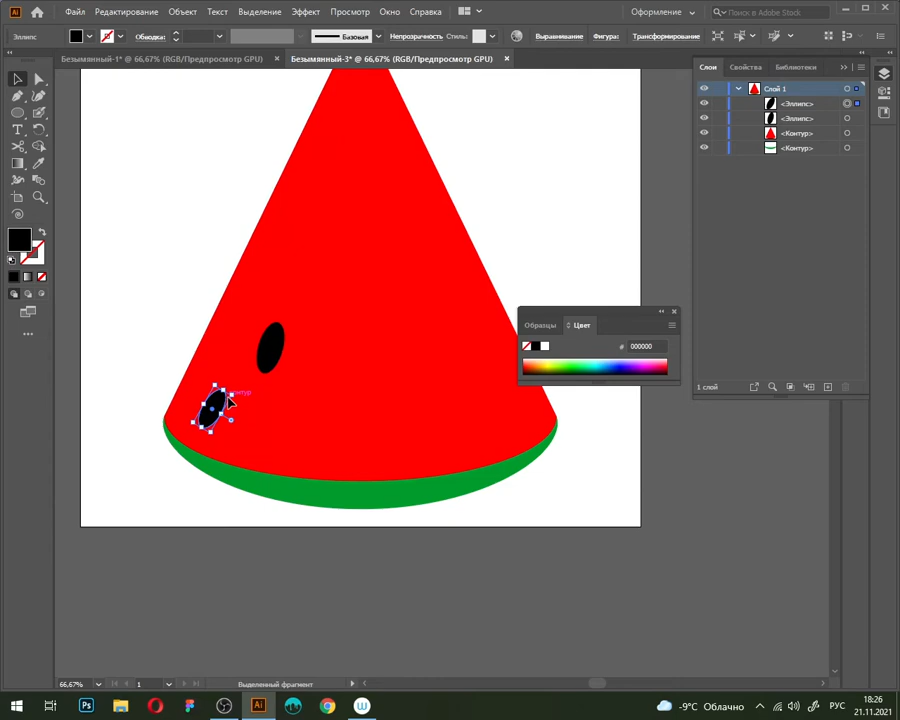 Ai Файл Редактирование Объект Текст Выделение Эффект Просмотр Окно Справка Оформление Поиск в Adobe Stock
Эллипс Обводка: Базовая Непрозрачность Стиль: Выравнивание Фигура: Трансформирование
Безымянный-1* @ 66,67% (RGB/Предпросмотр GPU) × Безымянный-3* @ 66,67% (RGB/Предпросмотр GPU) ×
Слои Свойства Библиотеки
Слой 1
<Эллипс>
<Эллипс>
<Контур>
<Контур>
Образцы Цвет
# 000000
1 слой
66,67% 1 Выделенный фрагмент
Ps Ai W -9°C Облачно РУС 18:26
21.11.2021